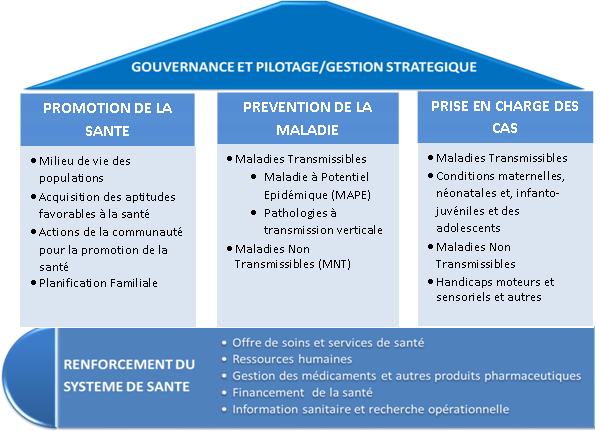 GOUVERNANCE ET PILOTAGE/GESTION STRATEGIQUE
PROMOTION DE LA
SANTE
• Milieu de vie des
populations
• Acquisition des aptitudes
favorables à la santé
• Actions de la communauté
pour la promotion de la
santé
• Planification Familiale
PREVENTION DE LA
MALADIE
• Maladies Transmissibles
• Maladie à Potentiel
Epidémique (MAPE)
• Pathologies à
transmission verticale
• Maladies Non
Transmissibles (MNT)
PRISE EN CHARGE DES
CAS
• Maladies Transmissibles
• Conditions maternelles,
néonatales et, infanto-
juvéniles et des
adolescents
• Maladies Non
Transmissibles
• Handicaps moteurs et
sensoriels et autres
RENFORCEMENT DU
SYSTEME DE SANTE
• Offre de soins et services de santé
• Ressources humaines
• Gestion des médicaments et autres produits pharmaceutiques
• Financement de la santé
• Information sanitaire et recherche opérationnelle